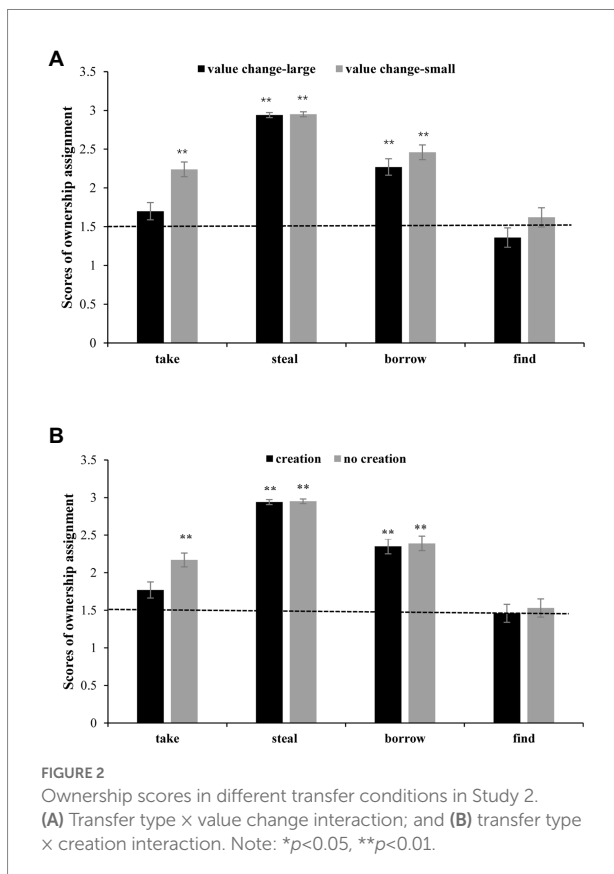 A
value change-large value change-small
3.5
3
2.5
2
1.5
1
0.5
0
Scores of ownership assignment
** ** ** ** **
take steal borrow find
B
creation no creation
3.5
3
2.5
2
1.5
1
0.5
0
Scores of ownership assignment
** ** ** ** **
take steal borrow find
FIGURE 2
Ownership scores in different transfer conditions in Study 2.
(A) Transfer type × value change interaction; and (B) transfer type
× creation interaction. Note: *p<0.05, **p<0.01.